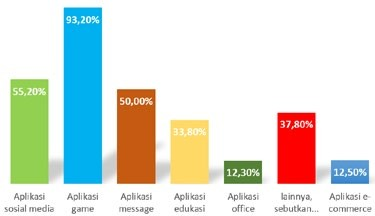 93,20%
55,20%
50,00%
33,80%
12,30%
37,80%
12,50%
Aplikasi
sosial media
Aplikasi
game
Aplikasi
message
Aplikasi
edukasi
Aplikasi
office
lainnya,
sebutkan...
Aplikasi e-
commerce